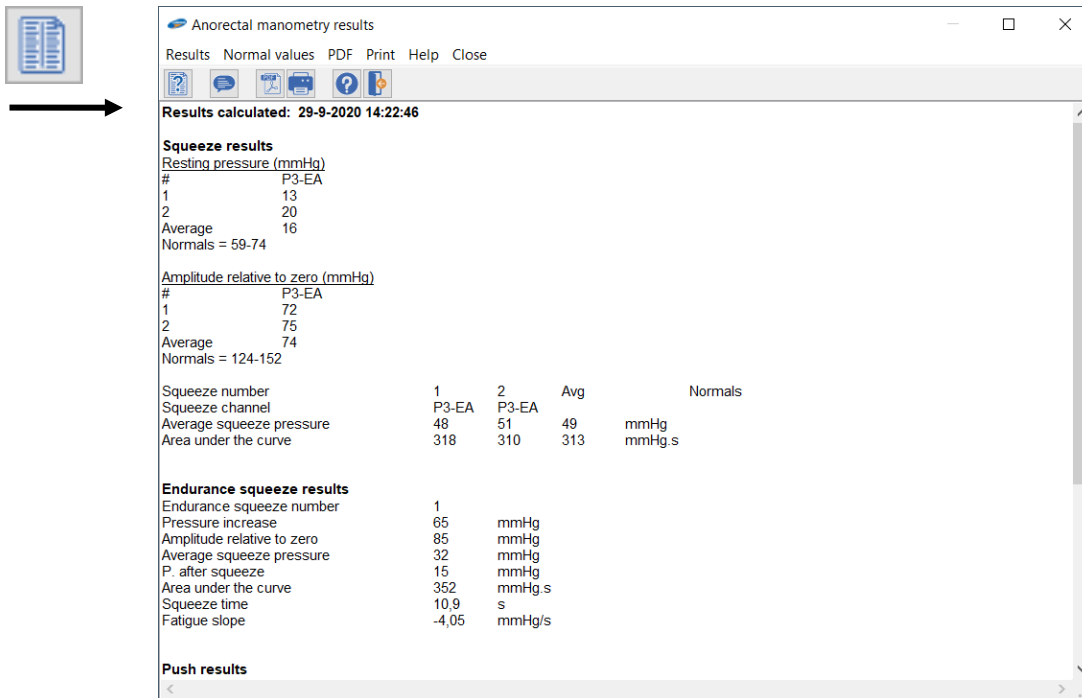 Anorectal manometry results
Results Normal values PDF Print Help Close
Results calculated: 29-9-2020 14:22:46
Squeeze results
Resting pressure (mmHg)
# P3-EA
1 13
2 20
Average 16
Normals = 59-74
Amplitude relative to zero (mmHg)
# P3-EA
1 72
2 75
Average 74
Normals = 124-152
Squeeze number 1 2 Avg Normals
Squeeze channel P3-EA P3-EA
Average squeeze pressure 48 51 49 mmHg
Area under the curve 318 310 313 mmHg.s
Endurance squeeze results
Endurance squeeze number 1
Pressure increase 65 mmHg
Amplitude relative to zero 85 mmHg
Average squeeze pressure 32 mmHg
P. after squeeze 15 mmHg
Area under the curve 352 mmHg.s
Squeeze time 10,9 s
Fatigue slope -4,05 mmHg/s
Push results